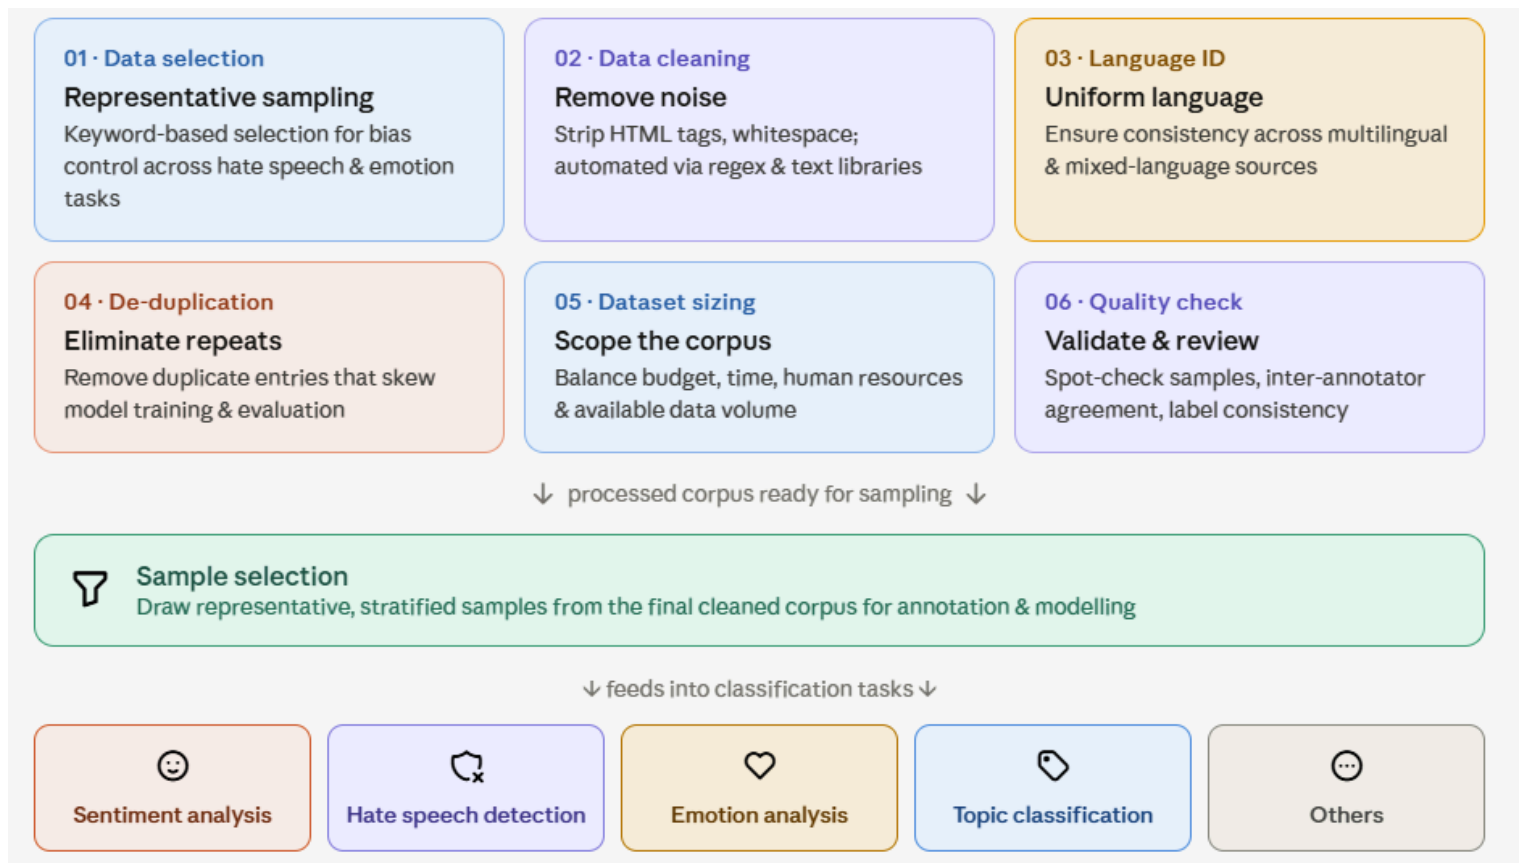 01 · Data selection
Representative sampling
Keyword-based selection for bias
control across hate speech & emotion
tasks
02 · Data cleaning
Remove noise
Strip HTML tags, whitespace;
automated via regex & text libraries
03 · Language ID
Uniform language
Ensure consistency across multilingual
& mixed-language sources
04 · De-duplication
Eliminate repeats
Remove duplicate entries that skew
model training & evaluation
05 · Dataset sizing
Scope the corpus
Balance budget, time, human resources
& available data volume
06 · Quality check
Validate & review
Spot-check samples, inter-annotator
agreement, label consistency
↓ processed corpus ready for sampling ↓
Sample selection
Draw representative, stratified samples from the final cleaned corpus for annotation & modelling
↓ feeds into classification tasks ↓
Sentiment analysis
Hate speech detection
Emotion analysis
Topic classification
Others